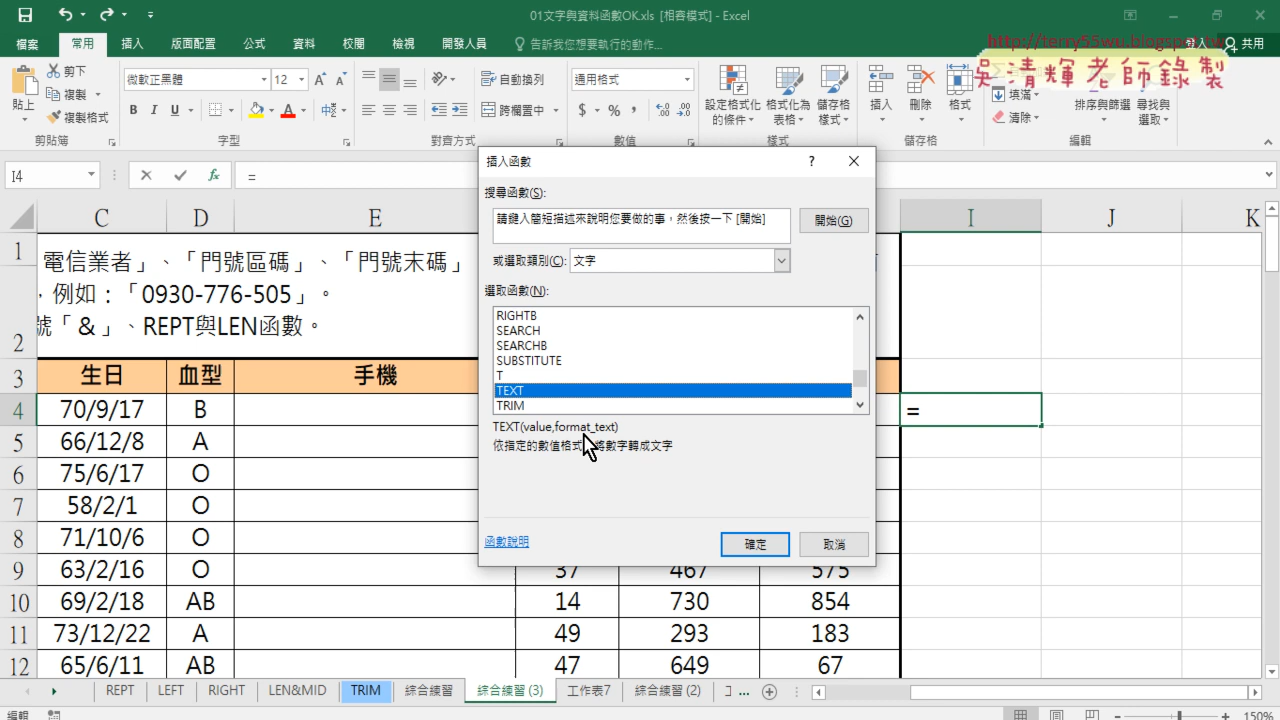 01文字與資料函數OK.xls [相容模式] - Excel
檔案 常用 插入 版面配置 公式 資料 校閱 檢視 開發人員 告訴我您想要執行的動作... 登入 共用
http://terry55wu.blogspot.tw
吳清輝老師錄製
貼上 剪下 複製 複製格式 剪貼簿
微軟正黑體 12 B I U 字型
自動換列 跨欄置中 對齊方式
通用格式 $ % 數值
設定格式化的條件 格式化為表格 儲存格樣式 樣式
插入 刪除 格式 儲存格
填滿 清除 排序與篩選 尋找與選取 編輯
I4 fx =
C D E I J K
1 電信業者」、「門號區碼」、「門號末碼」
2 ,例如:「0930-776-505」。
號「&」、REPT與LEN函數。
3 生日 血型 手機
4 70/9/17 B =
5 66/12/8 A
6 75/6/17 O
7 58/2/1 O
8 71/10/6 O
9 63/2/16 O 37 467 575
10 69/2/18 AB 14 730 854
11 73/12/22 A 49 293 183
12 65/6/11 AB 47 649 67
插入函數 ?
搜尋函數(S):
請鍵入簡短描述來說明您要做的事,然後按一下 [開始]
開始(G)
或選取類別(C): 文字
選取函數(N):
RIGHTB
SEARCH
SEARCHB
SUBSTITUTE
T
TEXT
TRIM
TEXT(value,format_text)
依指定的數值格式 將數字轉成文字
函數說明 確定 取消
REPT LEFT RIGHT LEN&MID TRIM 綜合練習 綜合練習 (3) 工作表7 綜合練習 (2) ...
編輯 150%